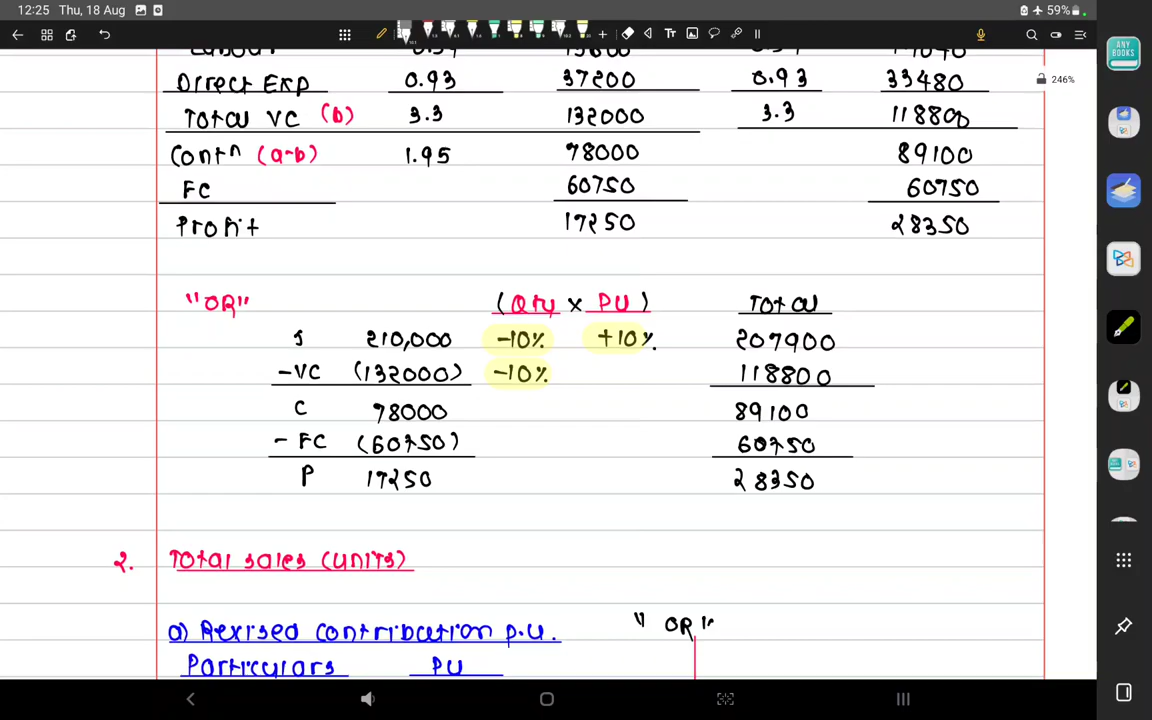 12:25 Thu, 18 Aug 59%
246%
Direct Exp 0.93 37200 0.93 33480
Total VC (b) 3.3 132000 3.3 118800
Contn (a-b) 1.95 78000 89100
FC 60750 60750
Profit 17250 28350
"OR" (Qty x PU) Total
S 210,000 -10% +10% 207900
-VC (132000) -10% 118800
C 78000 89100
- FC (60750) 60750
P 17250 28350
2. Total sales (units)
a) Revised contribution p.u. "OR"
Particulars PU
ANY BOOKS